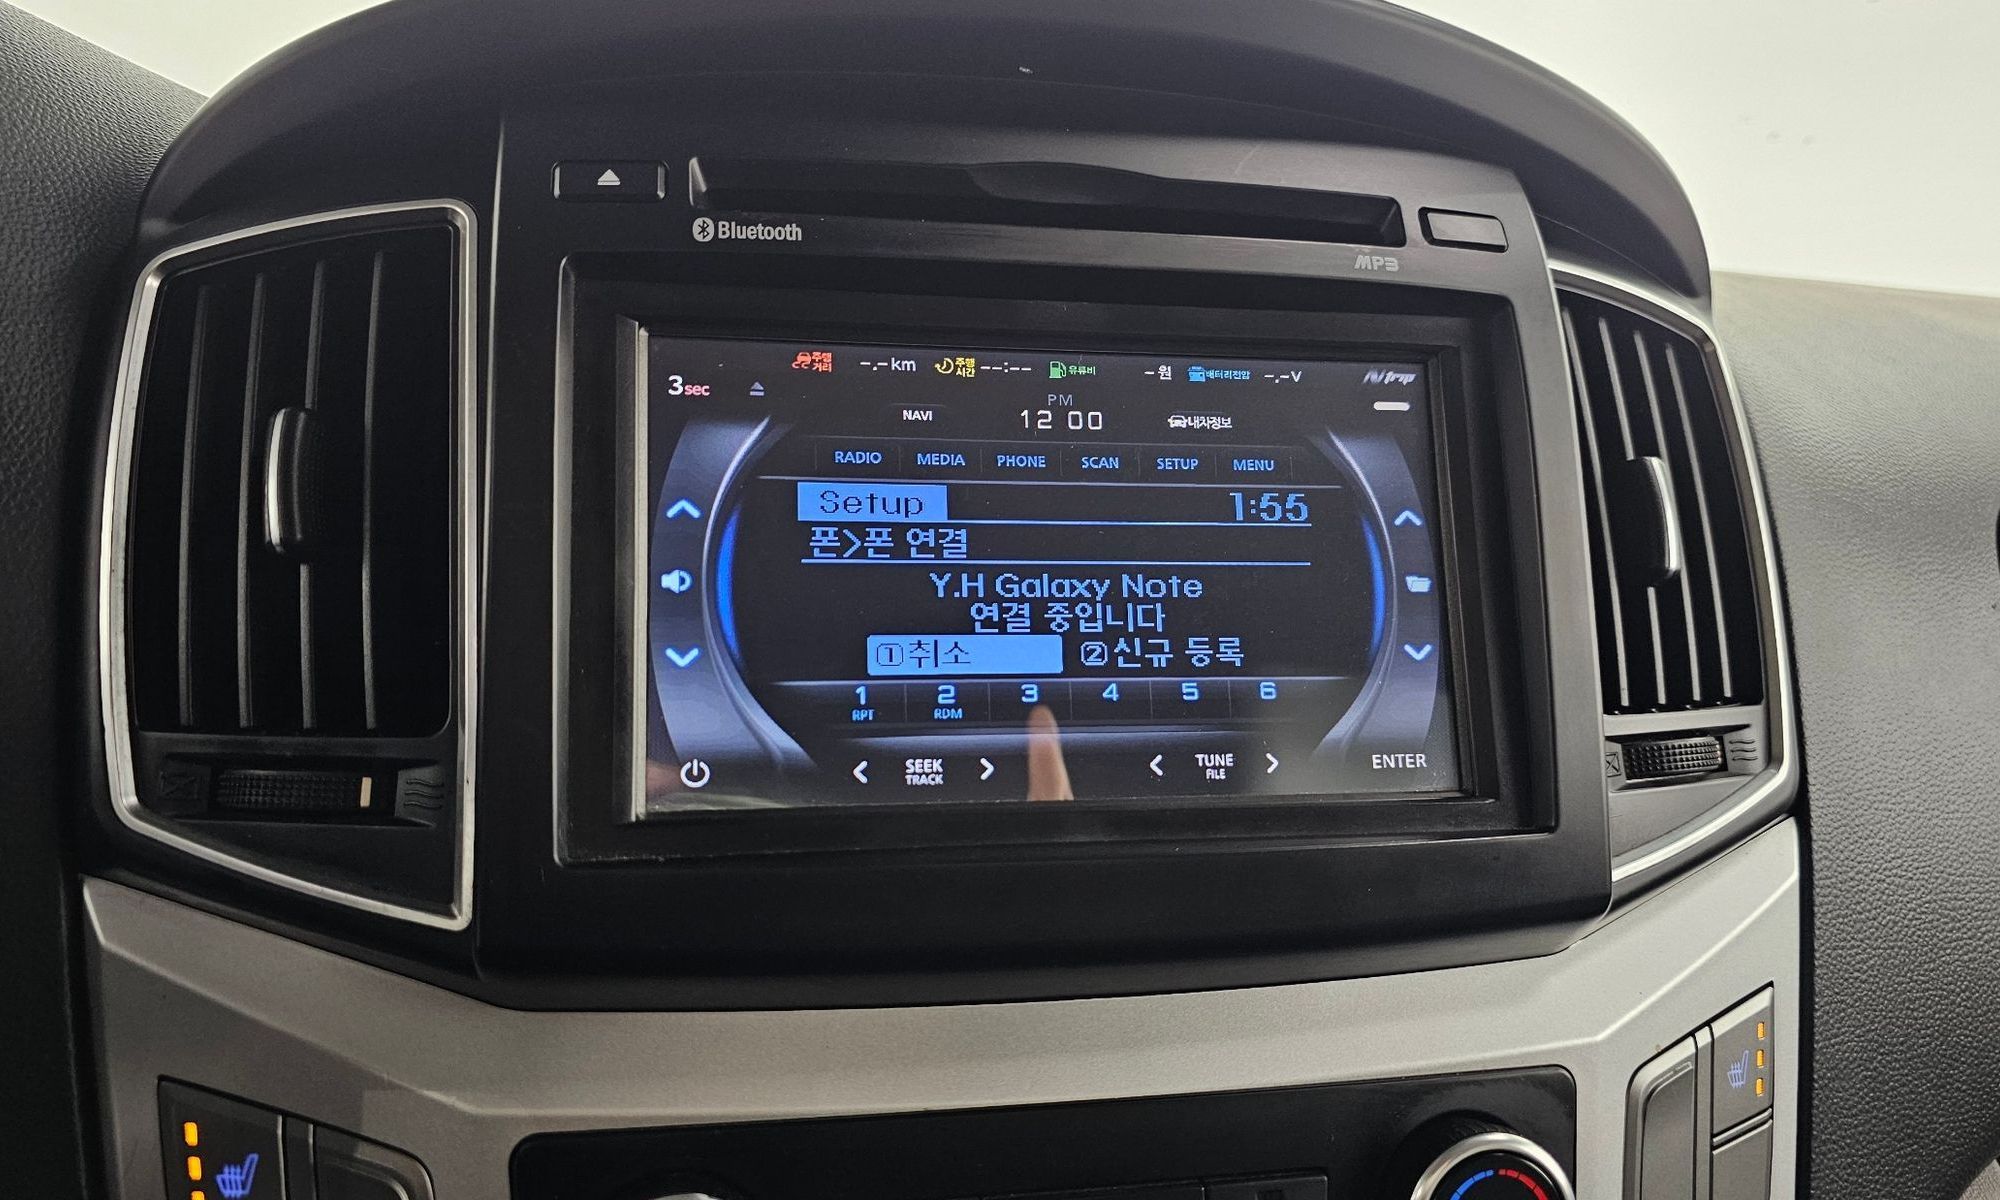 Bluetooth
MP3
주행거리 -.-km 주행시간 --:-- 유류비 -원 배터리전압 -.-V
3sec
Ntrip
PM
NAVI 12 00 내차정보
RADIO MEDIA PHONE SCAN SETUP MENU
Setup 1:55
폰>폰 연결
Y.H Galaxy Note
연결 중입니다
①취소 ②신규 등록
1 2 3 4 5 6
RPT RDM
< SEEK > < TUNE > ENTER
TRACK FILE